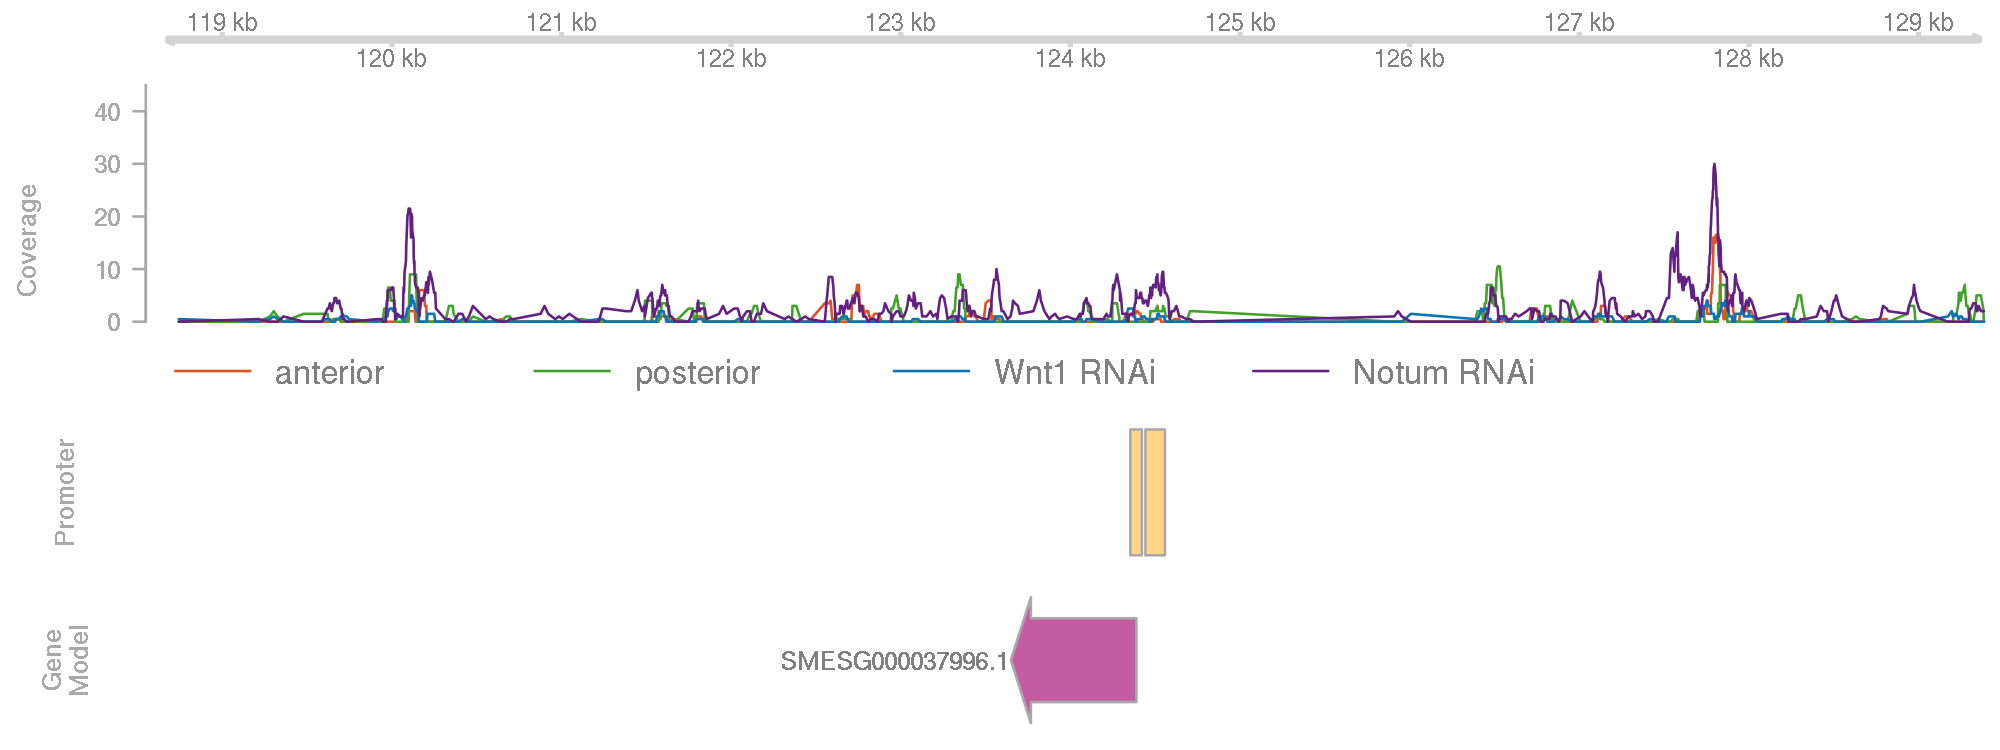 119 kb 121 kb 123 kb 125 kb 127 kb 129 kb
120 kb 122 kb 124 kb 126 kb 128 kb
Coverage
40
30
20
10
0
anterior posterior Wnt1 RNAi Notum RNAi
Promoter
Gene
Model
SMESG000037996.1